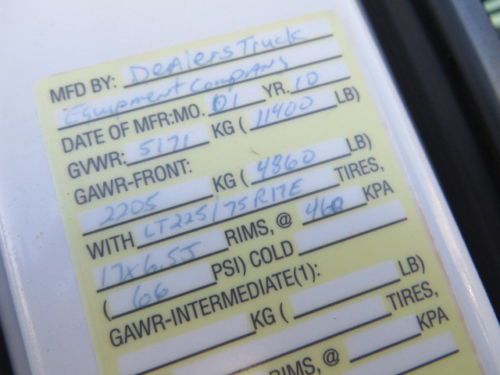 MFD BY: Dealers Truck
Equipment Company
DATE OF MFR:MO. 01 YR. 10
GVWR: 5171 KG ( 11400 LB)
GAWR-FRONT:
2205 KG ( 4860 LB)
WITH LT225/75R17E TIRES,
17x6.5J RIMS, @ 460 KPA
( 66 PSI) COLD
GAWR-INTERMEDIATE(1):
KG ( LB)
TIRES,
RIMS, @ KPA